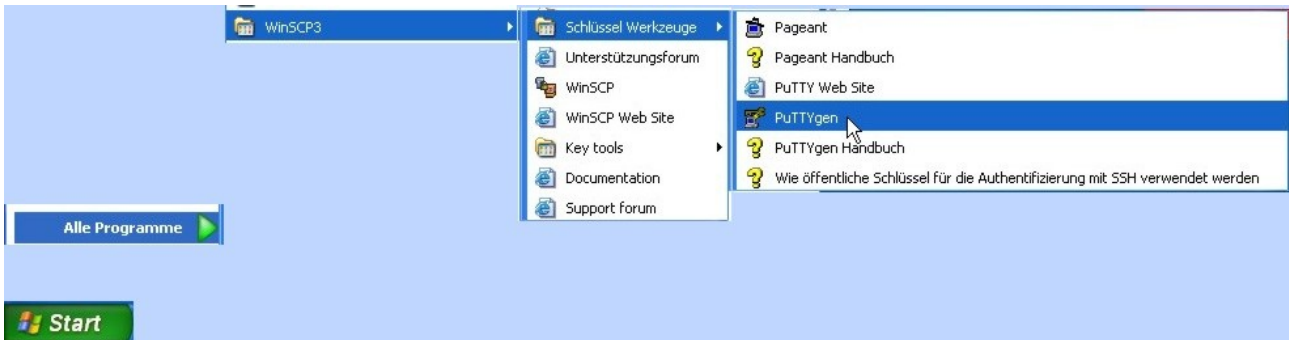 WinSCP3
Schlüssel Werkzeuge
Unterstützungsforum
WinSCP
WinSCP Web Site
Key tools
Documentation
Support forum
Pageant
Pageant Handbuch
PuTTY Web Site
PuTTYgen
PuTTYgen Handbuch
Wie öffentliche Schlüssel für die Authentifizierung mit SSH verwendet werden
Alle Programme
Start